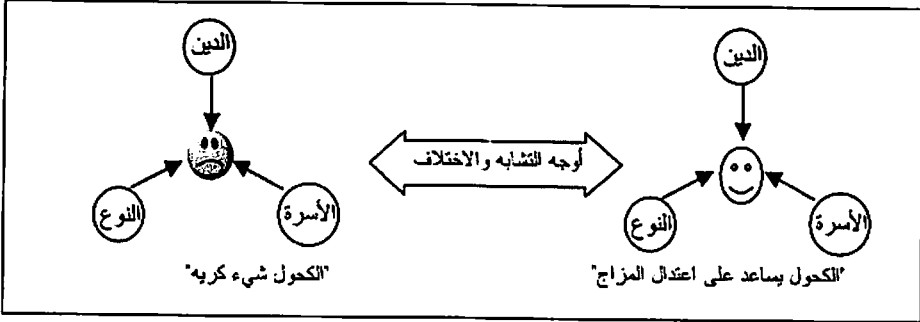 الدين
الدين
أوجه التشابه والاختلاف
الأسرة
النوع
الأسرة
النوع
"الكحول يساعد على اعتدال المزاج"
"الكحول شيء كريه"